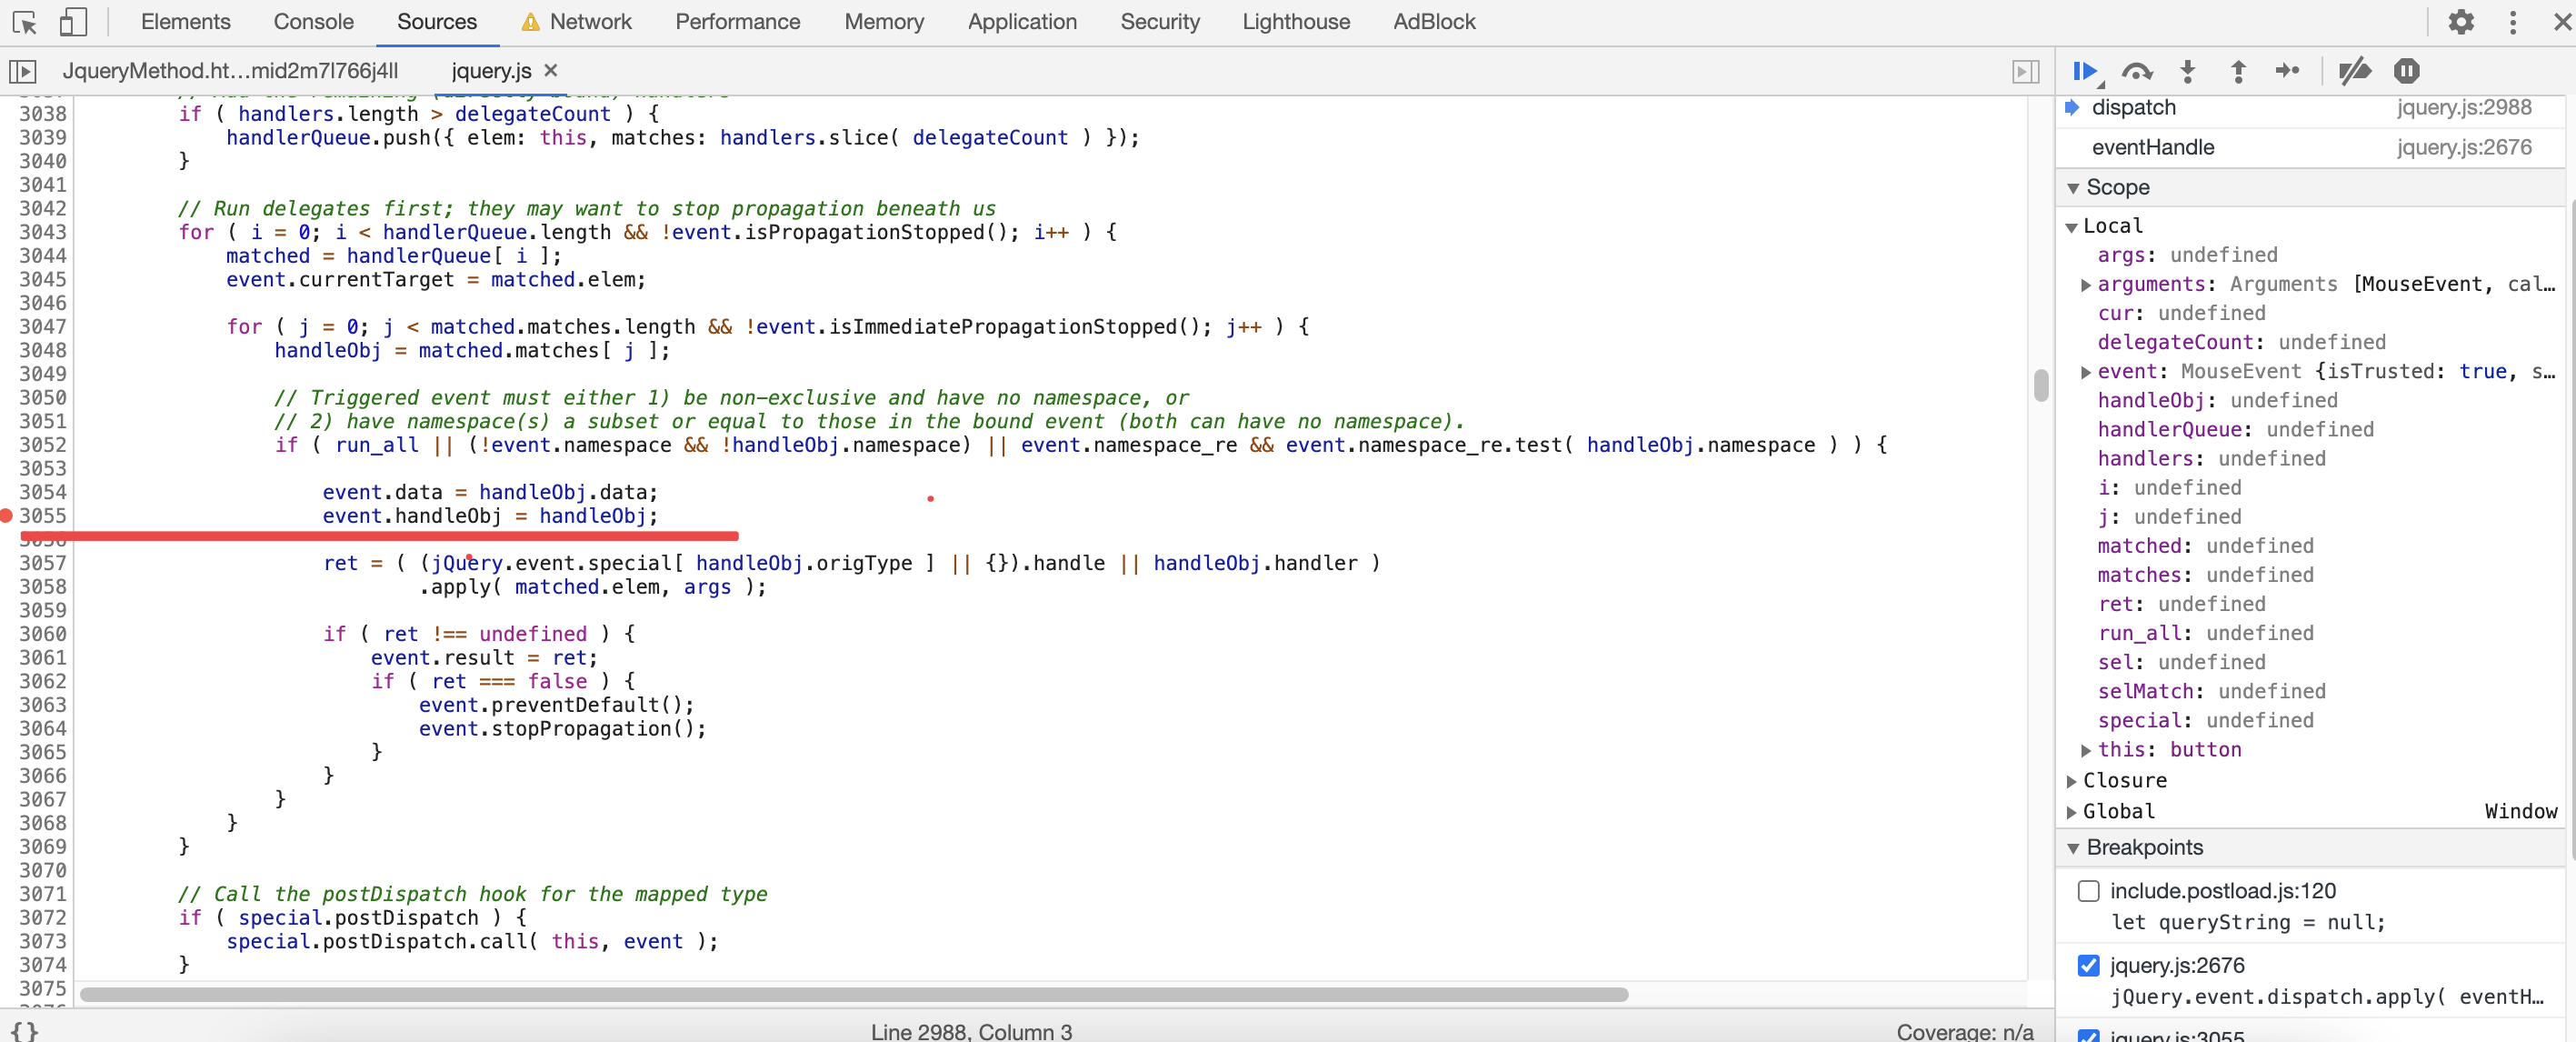 Elements Console Sources Network Performance Memory Application Security Lighthouse AdBlock
JqueryMethod.ht…mid2m7l766j4ll jquery.js ×
3038 if ( handlers.length > delegateCount ) {
3039 handlerQueue.push({ elem: this, matches: handlers.slice( delegateCount ) });
3040 }
3041
3042 // Run delegates first; they may want to stop propagation beneath us
3043 for ( i = 0; i < handlerQueue.length && !event.isPropagationStopped(); i++ ) {
3044 matched = handlerQueue[ i ];
3045 event.currentTarget = matched.elem;
3046
3047 for ( j = 0; j < matched.matches.length && !event.isImmediatePropagationStopped(); j++ ) {
3048 handleObj = matched.matches[ j ];
3049
3050 // Triggered event must either 1) be non-exclusive and have no namespace, or
3051 // 2) have namespace(s) a subset or equal to those in the bound event (both can have no namespace).
3052 if ( run_all || (!event.namespace && !handleObj.namespace) || event.namespace_re && event.namespace_re.test( handleObj.namespace ) ) {
3053
3054 event.data = handleObj.data;
3055 event.handleObj = handleObj;
3057 ret = ( (jQuery.event.special[ handleObj.origType ] || {}).handle || handleObj.handler )
3058 .apply( matched.elem, args );
3059
3060 if ( ret !== undefined ) {
3061 event.result = ret;
3062 if ( ret === false ) {
3063 event.preventDefault();
3064 event.stopPropagation();
3065 }
3066 }
3067 }
3068 }
3069 }
3070
3071 // Call the postDispatch hook for the mapped type
3072 if ( special.postDispatch ) {
3073 special.postDispatch.call( this, event );
3074 }
3075
{} Line 2988, Column 3 Coverage: n/a
dispatch jquery.js:2988
eventHandle jquery.js:2676
Scope
Local
args: undefined
arguments: Arguments [MouseEvent, cal…
cur: undefined
delegateCount: undefined
event: MouseEvent {isTrusted: true, s…
handleObj: undefined
handlerQueue: undefined
handlers: undefined
i: undefined
j: undefined
matched: undefined
matches: undefined
ret: undefined
run_all: undefined
sel: undefined
selMatch: undefined
special: undefined
this: button
Closure
Global Window
Breakpoints
include.postload.js:120
let queryString = null;
jquery.js:2676
jQuery.event.dispatch.apply( eventH…
jquery.js:3055